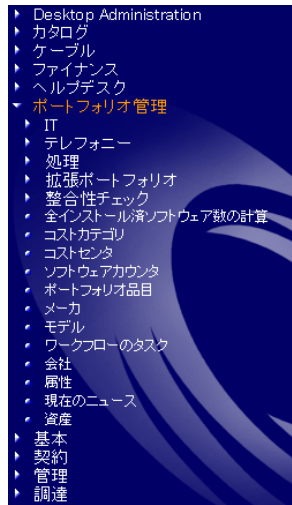 Desktop Administration
カタログ
ケーブル
ファイナンス
ヘルプデスク
ポートフォリオ管理
IT
テレフォニー
処理
拡張ポートフォリオ
整合性チェック
全インストール済ソフトウェア数の計算
コストカテゴリ
コストセンタ
ソフトウェアカウンタ
ポートフォリオ品目
メーカ
モデル
ワークフローのタスク
会社
属性
現在のニュース
資産
基本
契約
管理
調達